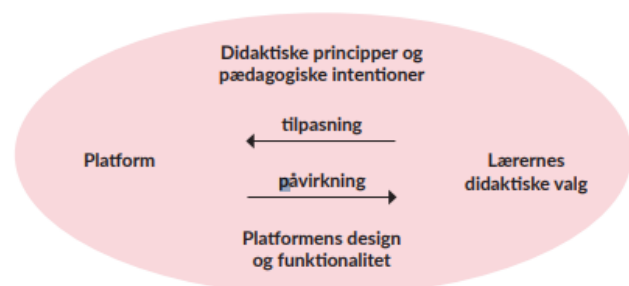 Didaktiske principper og
pædagogiske intentioner
tilpasning
Platform
Lærernes
didaktiske valg
påvirkning
Platformens design
og funktionalitet